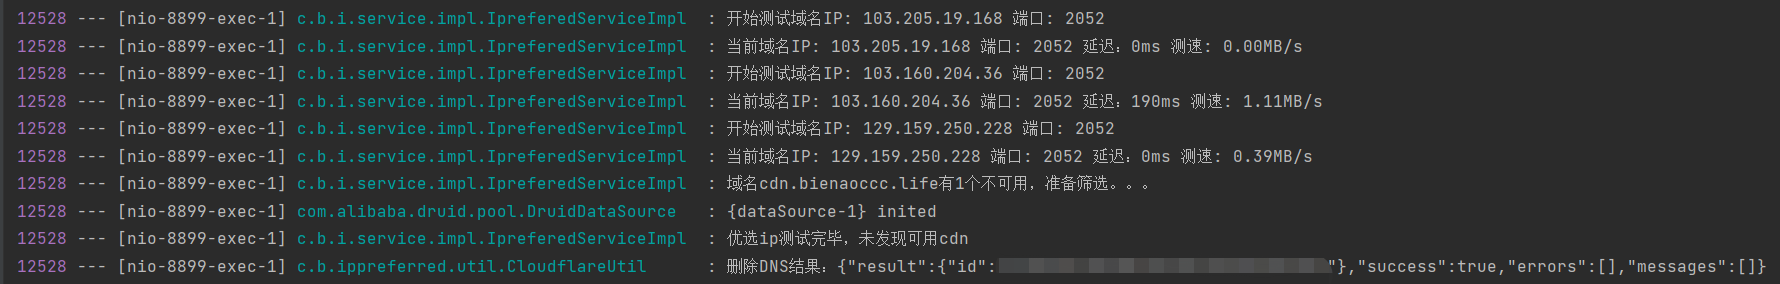 12528 --- [nio-8899-exec-1] c.b.i.service.impl.IpreferedServiceImpl : 开始测试域名IP: 103.205.19.168 端口: 2052
12528 --- [nio-8899-exec-1] c.b.i.service.impl.IpreferedServiceImpl : 当前域名IP: 103.205.19.168 端口: 2052 延迟：0ms 测速: 0.00MB/s
12528 --- [nio-8899-exec-1] c.b.i.service.impl.IpreferedServiceImpl : 开始测试域名IP: 103.160.204.36 端口: 2052
12528 --- [nio-8899-exec-1] c.b.i.service.impl.IpreferedServiceImpl : 当前域名IP: 103.160.204.36 端口: 2052 延迟：190ms 测速: 1.11MB/s
12528 --- [nio-8899-exec-1] c.b.i.service.impl.IpreferedServiceImpl : 开始测试域名IP: 129.159.250.228 端口: 2052
12528 --- [nio-8899-exec-1] c.b.i.service.impl.IpreferedServiceImpl : 当前域名IP: 129.159.250.228 端口: 2052 延迟：0ms 测速: 0.39MB/s
12528 --- [nio-8899-exec-1] c.b.i.service.impl.IpreferedServiceImpl : 域名cdn.bienaoccc.life有1个不可用，准备筛选。。。
12528 --- [nio-8899-exec-1] com.alibaba.druid.pool.DruidDataSource : {dataSource-1} inited
12528 --- [nio-8899-exec-1] c.b.i.service.impl.IpreferedServiceImpl : 优选ip测试完毕，未发现可用cdn
12528 --- [nio-8899-exec-1] c.b.ippreferred.util.CloudflareUtil : 删除DNS结果：{"result":{"id":"},"success":true,"errors":[],"messages":[]}